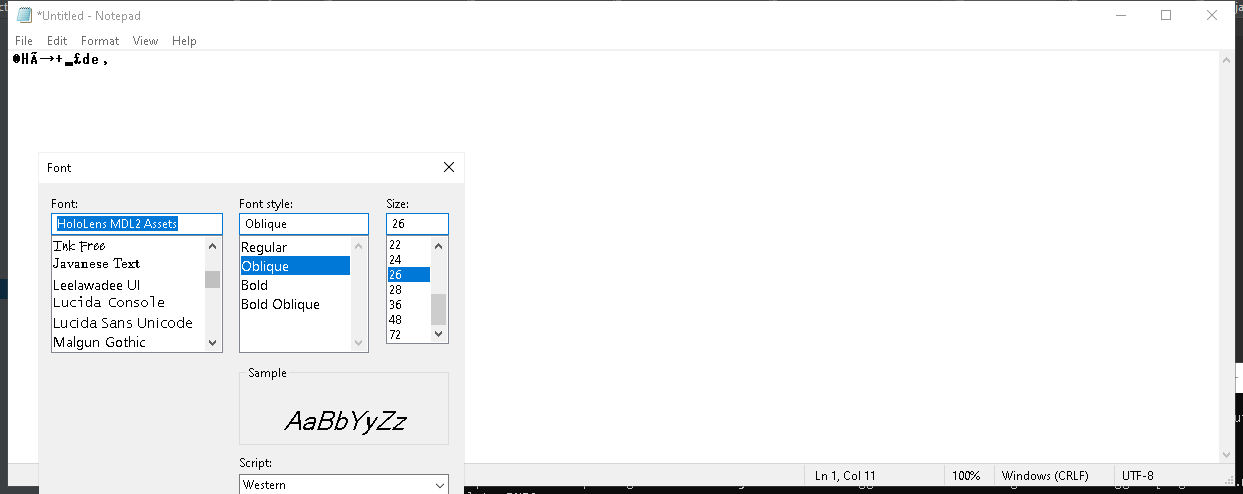 *Untitled - Notepad
File Edit Format View Help
HÃ→+_£de,
Font
Font: Font style: Size:
HoloLens MDL2 Assets Oblique 26
Ink Free Regular 22
Javanese Text Oblique 24
Leelawadee UI Bold 26
Lucida Console Bold Oblique 28
Lucida Sans Unicode 36
Malgun Gothic 48
72
Sample
AaBbYyZz
Script:
Western
Ln 1, Col 11 100% Windows (CRLF) UTF-8